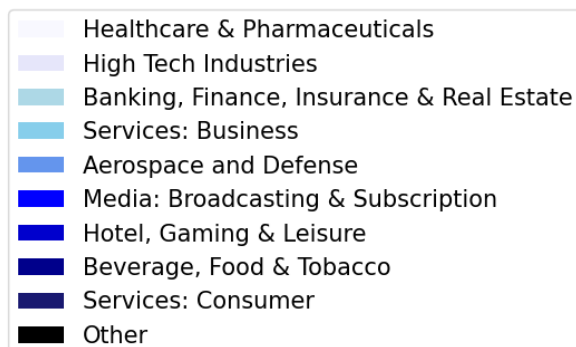 Healthcare & Pharmaceuticals
High Tech Industries
Banking, Finance, Insurance & Real Estate
Services: Business
Aerospace and Defense
Media: Broadcasting & Subscription
Hotel, Gaming & Leisure
Beverage, Food & Tobacco
Services: Consumer
Other